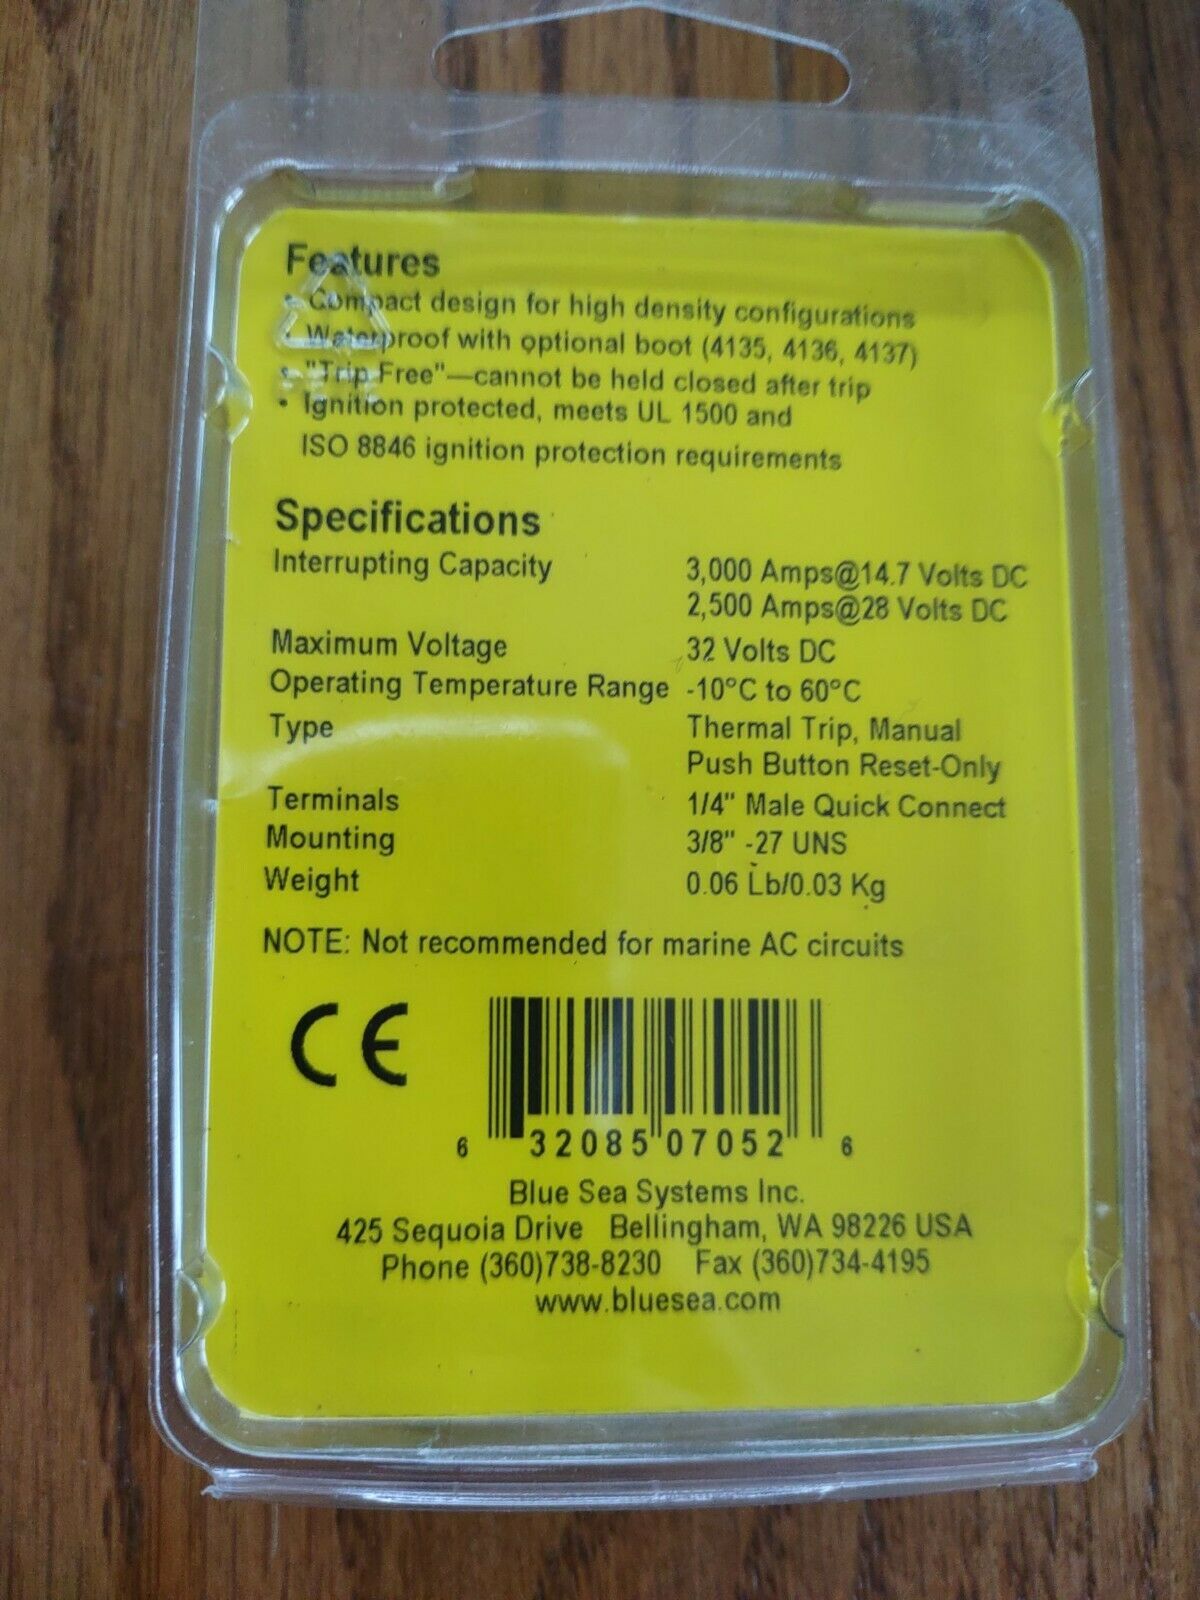 Features
• Compact design for high density configurations
• Waterproof with optional boot (4135, 4136, 4137)
• "Trip Free"—cannot be held closed after trip
• Ignition protected, meets UL 1500 and
ISO 8846 ignition protection requirements
Specifications
Interrupting Capacity 3,000 Amps@14.7 Volts DC
2,500 Amps@28 Volts DC
Maximum Voltage 32 Volts DC
Operating Temperature Range -10°C to 60°C
Type Thermal Trip, Manual
Push Button Reset-Only
Terminals 1/4" Male Quick Connect
Mounting 3/8" -27 UNS
Weight 0.06 Lb/0.03 Kg
NOTE: Not recommended for marine AC circuits
CE
6 32085 07052 6
Blue Sea Systems Inc.
425 Sequoia Drive Bellingham, WA 98226 USA
Phone (360)738-8230 Fax (360)734-4195
www.bluesea.com